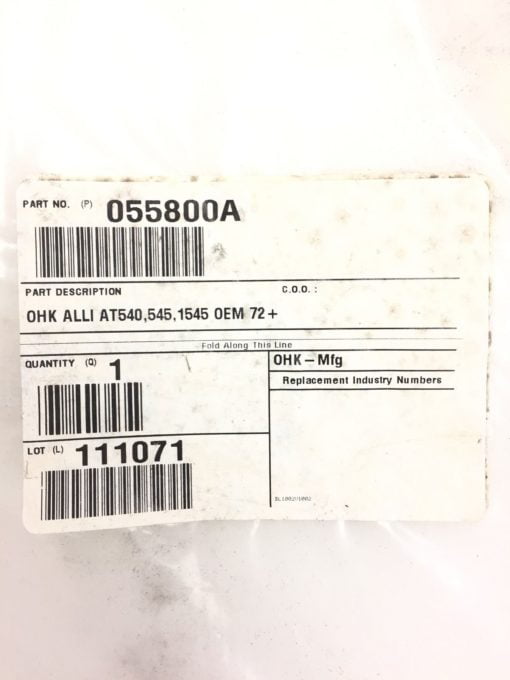 PART NO. (P) 055800A
PART DESCRIPTION C.O.O. :
OHK ALLI AT540,545,1545 OEM 72+
Fold Along This Line
QUANTITY (Q) 1
OHK-Mfg
Replacement Industry Numbers
LOT (L) 111071